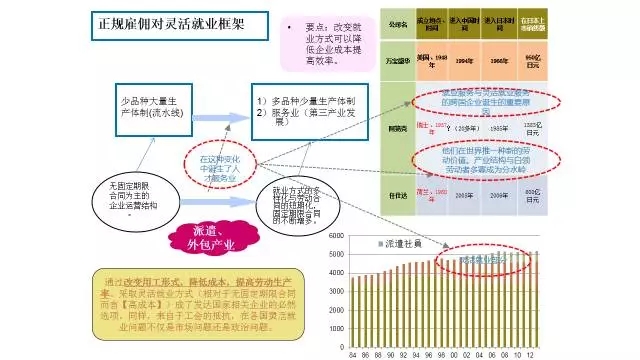 正规雇佣对灵活就业框架
• 要点：改变就
业方式可以降
低企业成本提
高效率。
公司名
成立地点、时间
进入中国时间
进入日本时间
在日本上市销售额
万宝盛华
美国、1948年
1994年
1966年
950亿日元
就业服务与灵活就业服务
的跨国企业诞生的重要原
因
阿第克
瑞士、1957年
？（20多年）
1985年
1303亿日元
他们在世界推一种新的劳
动价值。产业结构与白领
劳动者多寡成为分水岭
任仕达
荷兰、1960年
2005年
2006年
600亿日元
少品种大量生
产体制(流水线)
1）多品种少量生产体制
2）服务业（第三产业发
展）
在这种变化
中诞生了人
才服务业
无固定期限
合同为主的
企业运营结构
。
就业方式的多
样化与劳动合
同的短期化，
固定期限合同
的不断增多。
派遣、
外包产业
通过改变用工形式、降低成本，提高劳动生产
率。采取灵活就业方式（相对于无固定期限合同
而言【高成本】）成了发达国家相关企业的必然
选项，同样，来自于工会的抵抗，在各国灵活就
业问题不仅是市场问题还是政治问题。
派遣社员
灵活就业部分
6000
5000
4000
3000
2000
1000
0
84 86 88 90 92 94 96 98 00 02 04 06 08 10 12